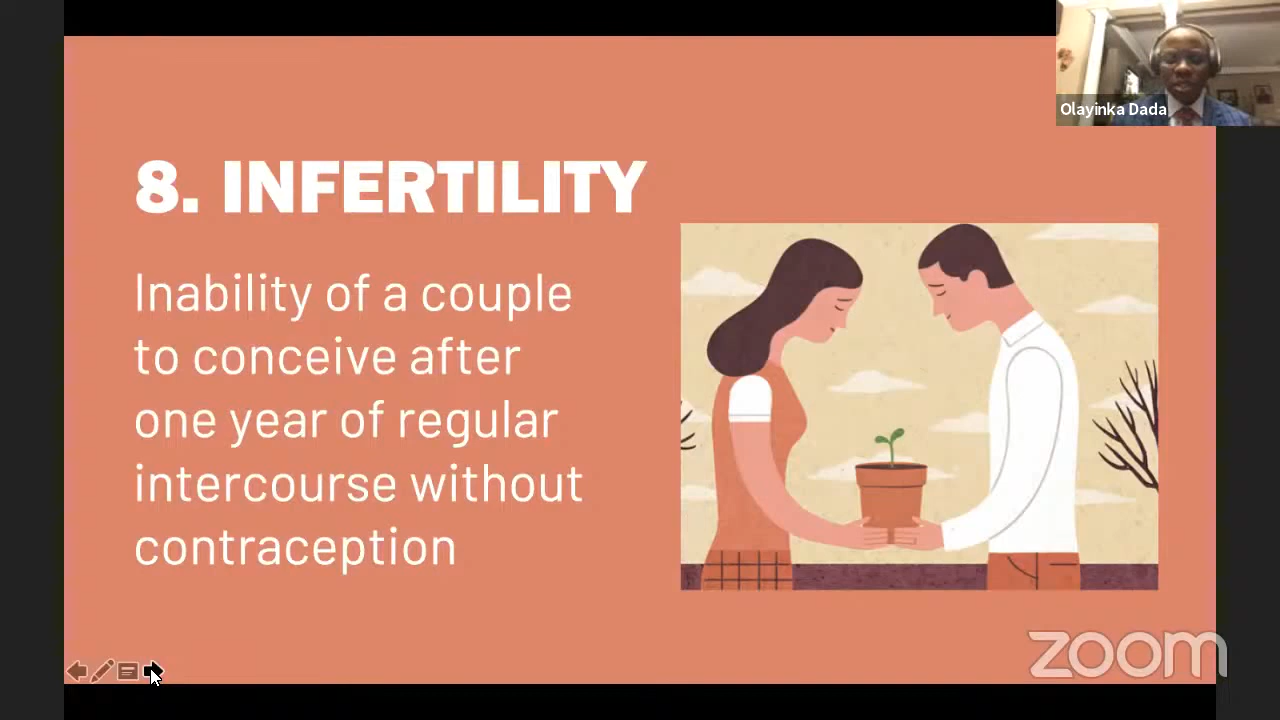 Olayinka Dada
8. INFERTILITY
Inability of a couple
to conceive after
one year of regular
intercourse without
contraception
zoom